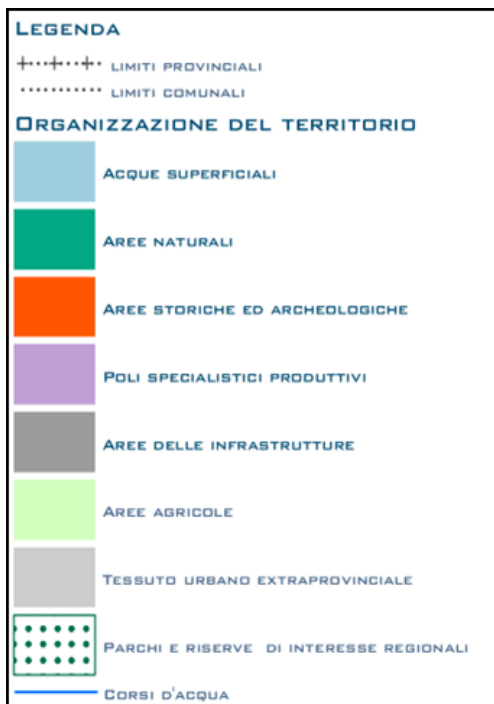 LEGENDA
LIMITI PROVINCIALI
LIMITI COMUNALI
ORGANIZZAZIONE DEL TERRITORIO
ACQUE SUPERFICIALI
AREE NATURALI
AREE STORICHE ED ARCHEOLOGICHE
POLI SPECIALISTICI PRODUTTIVI
AREE DELLE INFRASTRUTTURE
AREE AGRICOLE
TESSUTO URBANO EXTRAPROVINCIALE
PARCHI E RISERVE DI INTERESSE REGIONALI
CORSI D'ACQUA